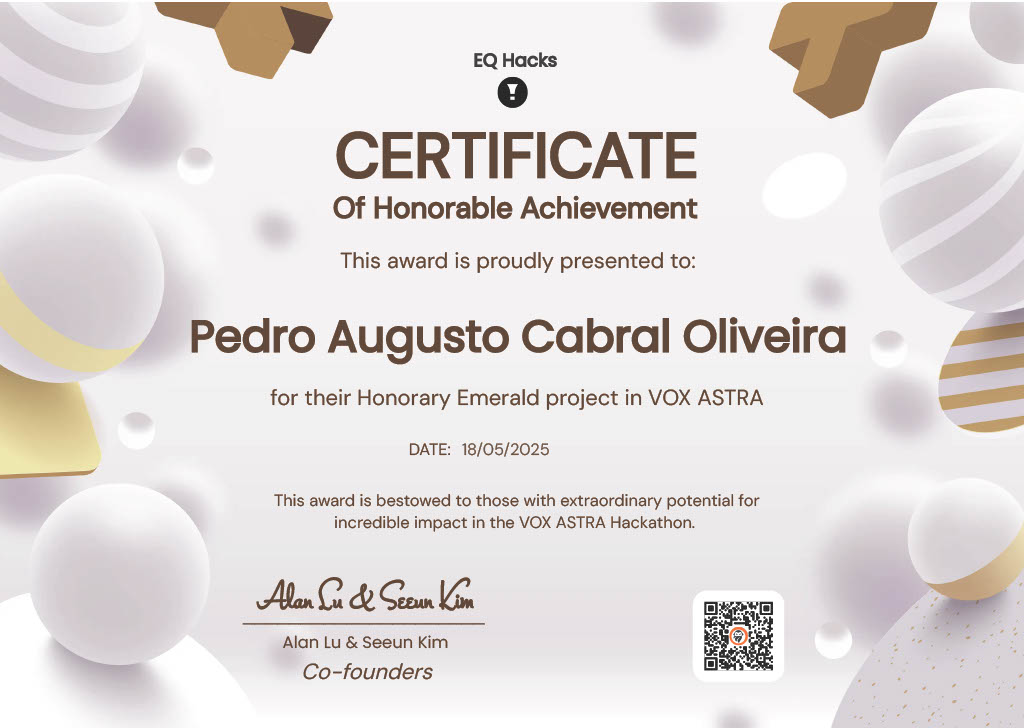 EQ Hacks
CERTIFICATE
Of Honorable Achievement
This award is proudly presented to:
Pedro Augusto Cabral Oliveira
for their Honorary Emerald project in VOX ASTRA
DATE: 18/05/2025
This award is bestowed to those with extraordinary potential for
incredible impact in the VOX ASTRA Hackathon.
Alan Lu & Seeun Kim
Alan Lu & Seeun Kim
Co-founders